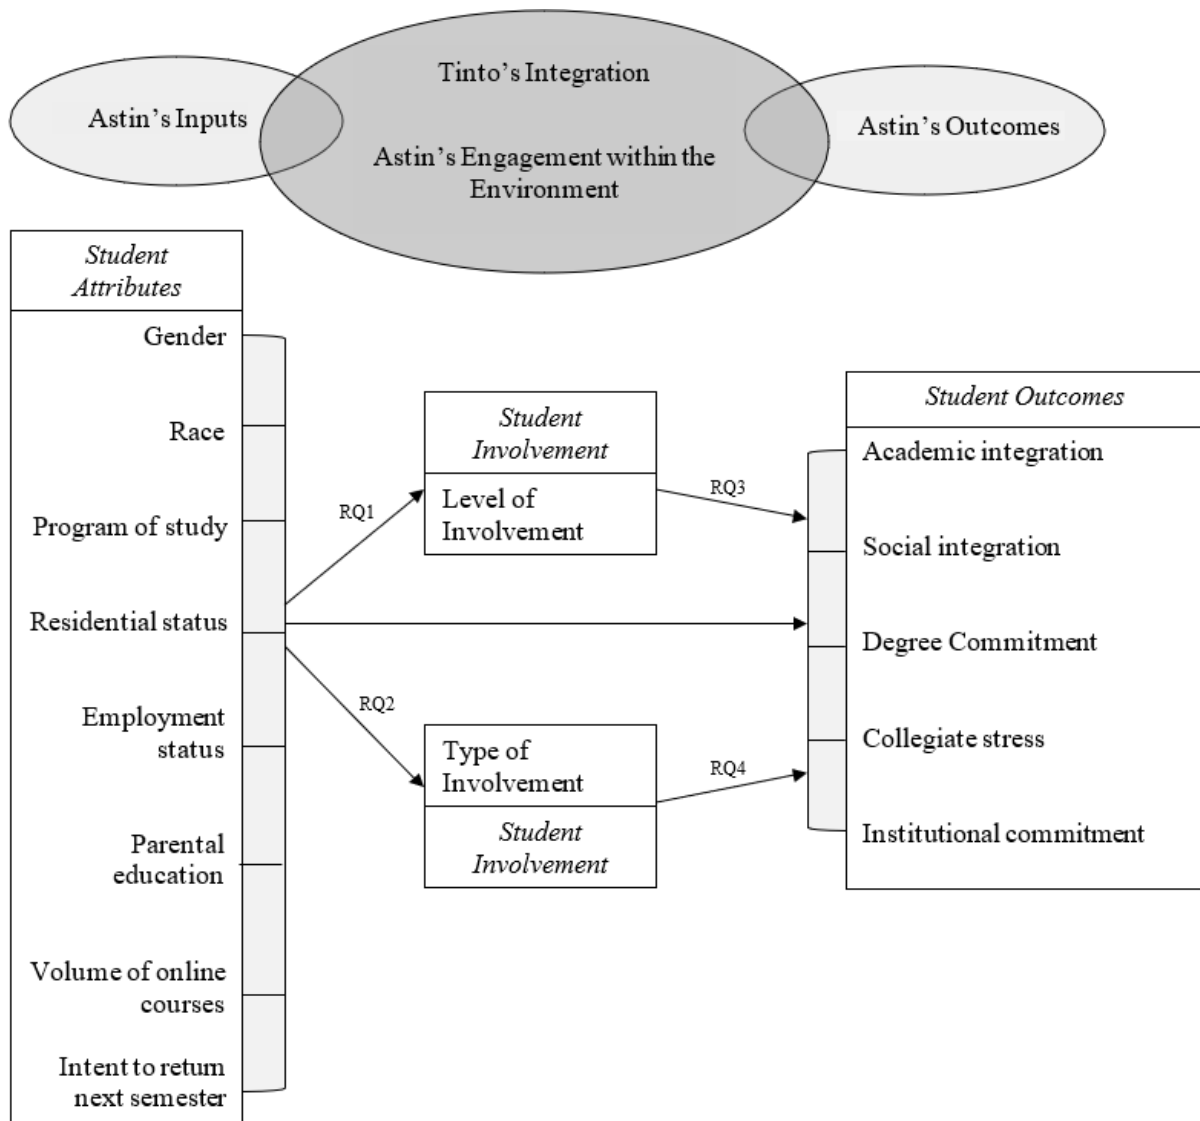 Tinto’s Integration
Astin’s Inputs
Astin’s Outcomes
Astin’s Engagement within the
Environment
Student
Attributes
Gender
Race
Program of study
Residential status
Employment
status
Parental
education
Volume of online
courses
Intent to return
next semester
RQ1
RQ2
Student
Involvement
Level of
Involvement
Type of
Involvement
Student
Involvement
RQ3
RQ4
Student Outcomes
Academic integration
Social integration
Degree Commitment
Collegiate stress
Institutional commitment